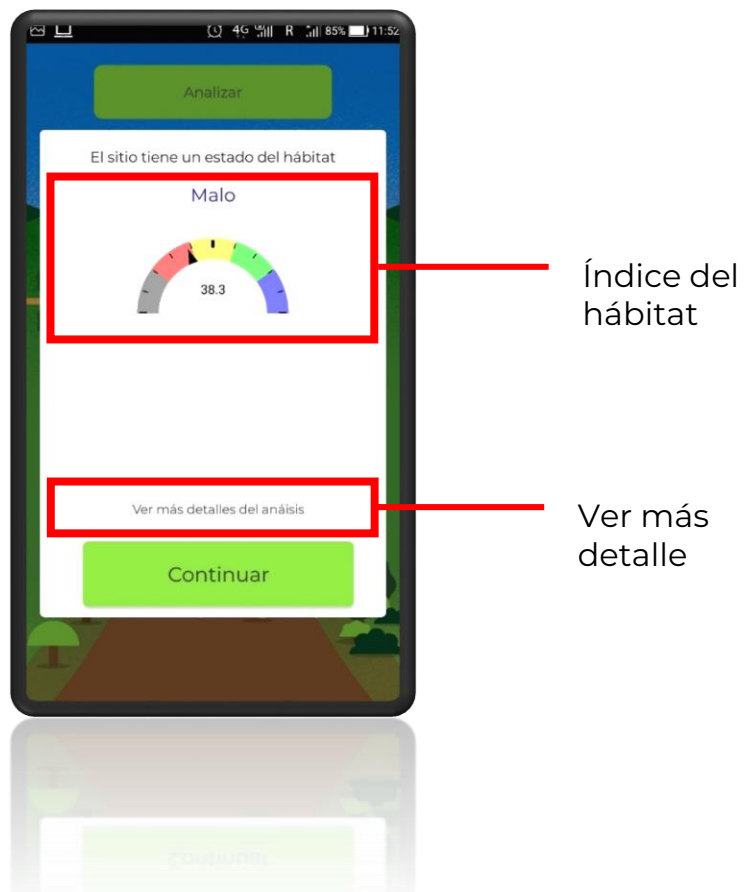 4G R 85% 11:52
Analizar
El sitio tiene un estado del hábitat
Malo
38.3
Índice del
hábitat
Ver más detalles del anáisis
Ver más
detalle
Continuar